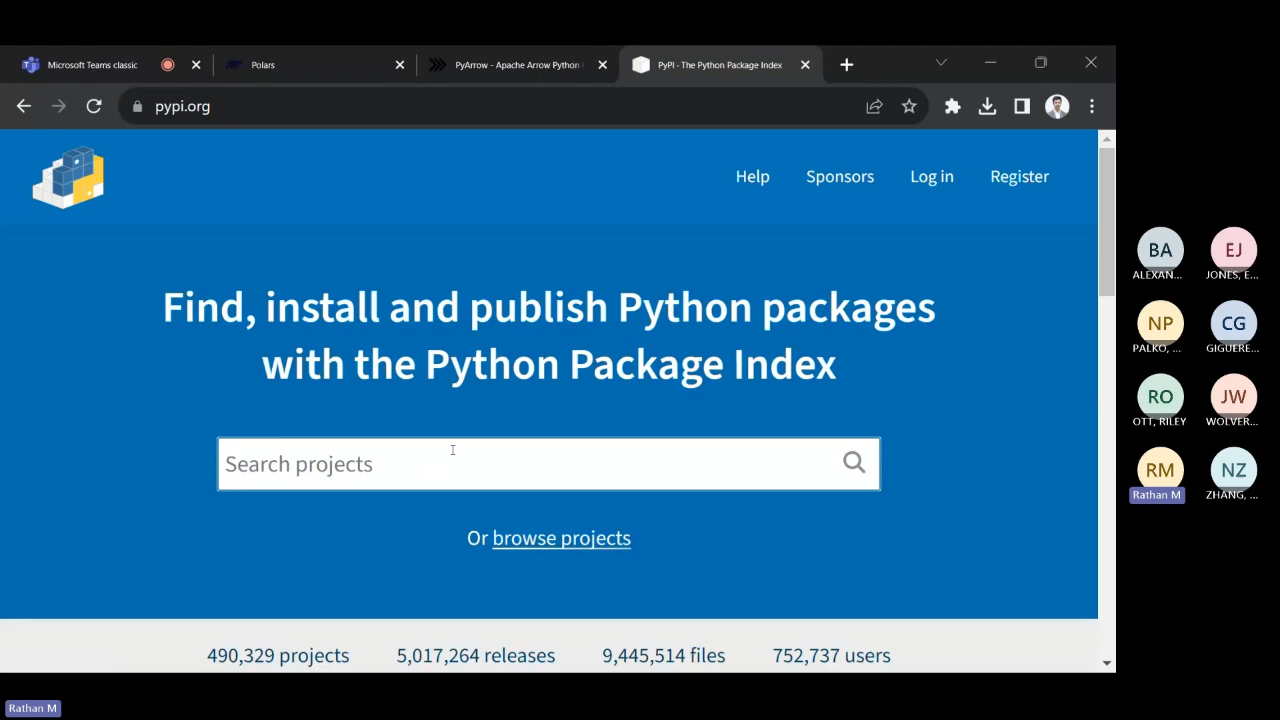 Microsoft Teams classic
Polars
PyArrow - Apache Arrow Python
PyPI - The Python Package Index
pypi.org
Help
Sponsors
Log in
Register
Find, install and publish Python packages
with the Python Package Index
Search projects
Or browse projects
490,329 projects
5,017,264 releases
9,445,514 files
752,737 users
BA
ALEXAN...
EJ
JONES, E...
NP
PALKO, ...
CG
GIGUERE...
RO
OTT, RILEY
JW
WOLVER...
RM
Rathan M
NZ
ZHANG, ...
Rathan M